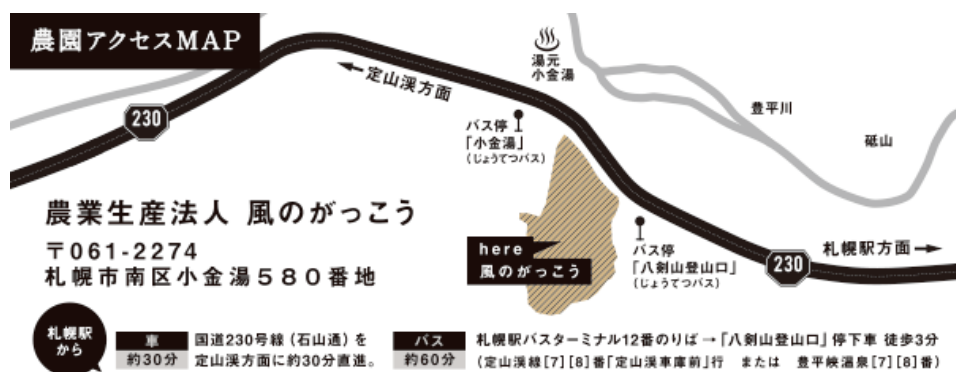 農園アクセスMAP
湯元
小金湯
定山渓方面
豊平川
230
バス停
「小金湯」
(じょうてつバス)
砥山
農業生産法人 風のがっこう
〒061-2274
札幌市南区小金湯580番地
here
風のがっこう
バス停
「八剣山登山口」
(じょうてつバス)
札幌駅方面
230
札幌駅
から
車
約30分
国道230号線(石山通)を
定山渓方面に約30分直進。
バス
約60分
札幌駅バスターミナル12番のりば→「八剣山登山口」停下車 徒歩3分
(定山渓線[7][8]番「定山渓車庫前」行 または 豊平峡温泉[7][8]番)